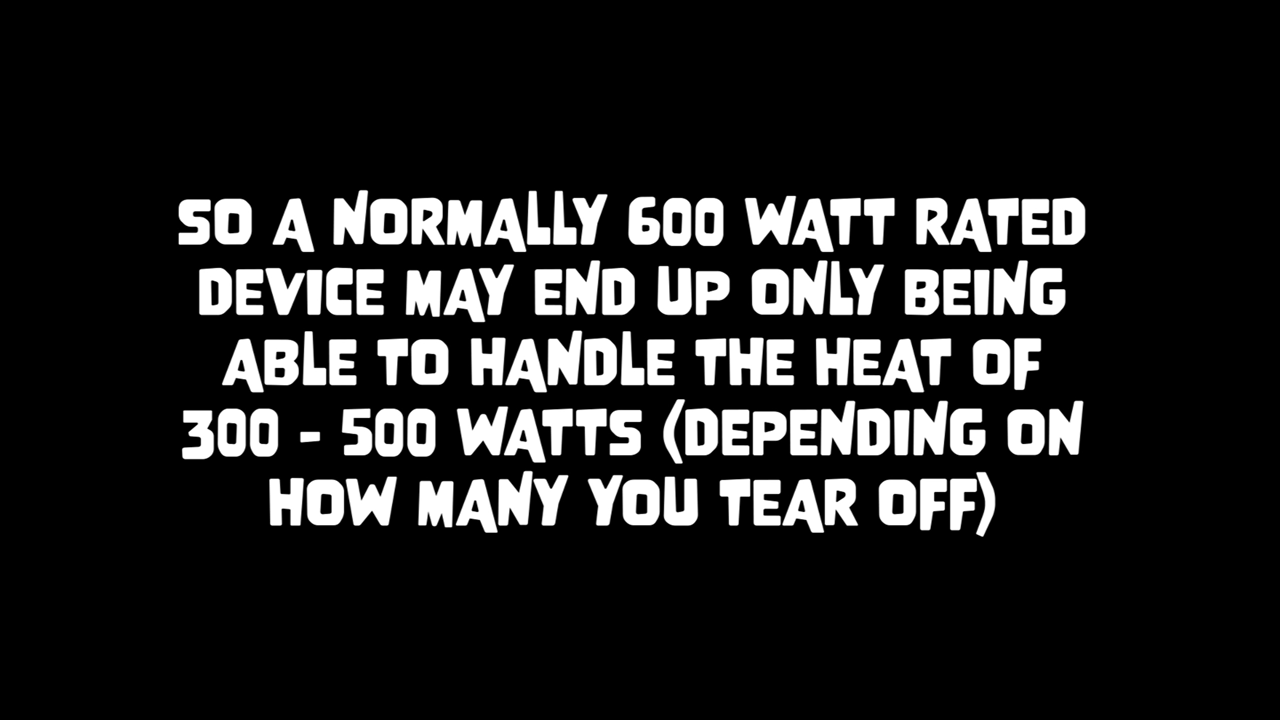 SO A NORMALLY 600 WATT RATED
DEVICE MAY END UP ONLY BEING
ABLE TO HANDLE THE HEAT OF
300 - 500 WATTS (DEPENDING ON
HOW MANY YOU TEAR OFF)